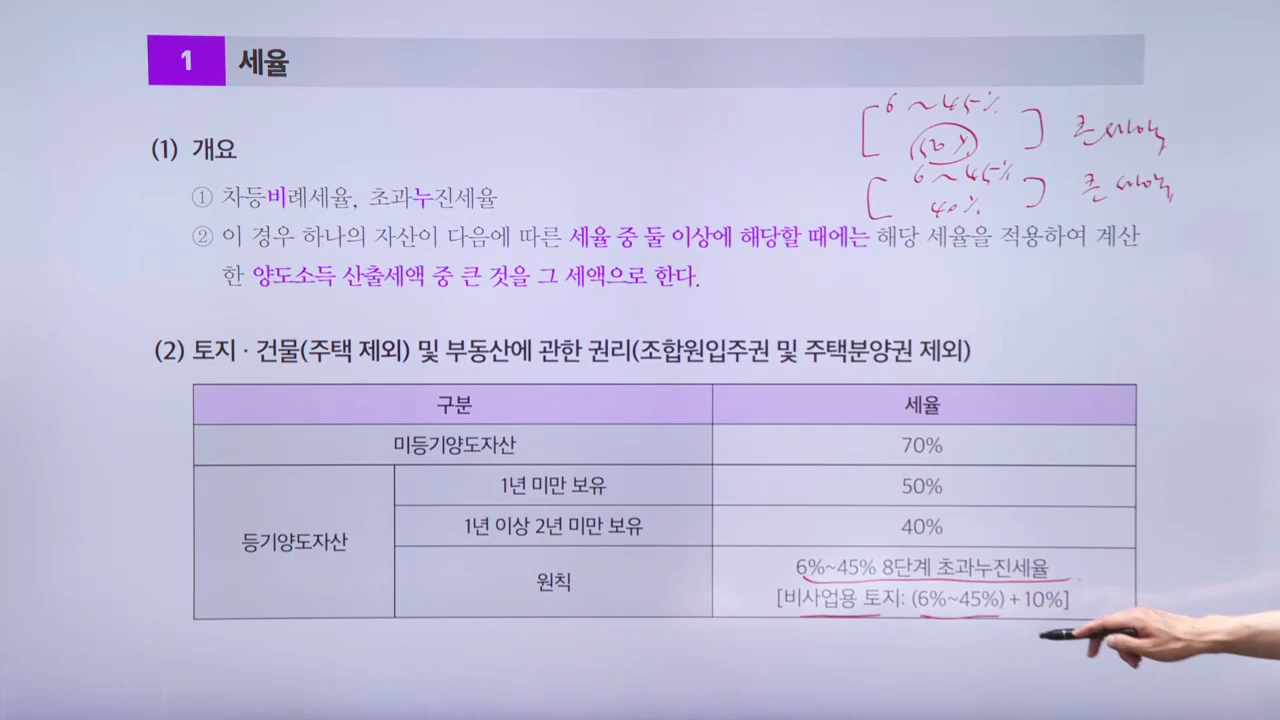 1 세율
(1) 개요
6 ~ 45%
50%
큰 세액
6 ~ 45%
40%
큰 세액
① 차등비례세율, 초과누진세율
② 이 경우 하나의 자산이 다음에 따른 세율 중 둘 이상에 해당할 때에는 해당 세율을 적용하여 계산
한 양도소득 산출세액 중 큰 것을 그 세액으로 한다.
(2) 토지 · 건물(주택 제외) 및 부동산에 관한 권리(조합원입주권 및 주택분양권 제외)
구분 세율
미등기양도자산 70%
등기양도자산
1년 미만 보유 50%
1년 이상 2년 미만 보유 40%
원칙
6%~45% 8단계 초과누진세율
[비사업용 토지: (6%~45%) + 10%]